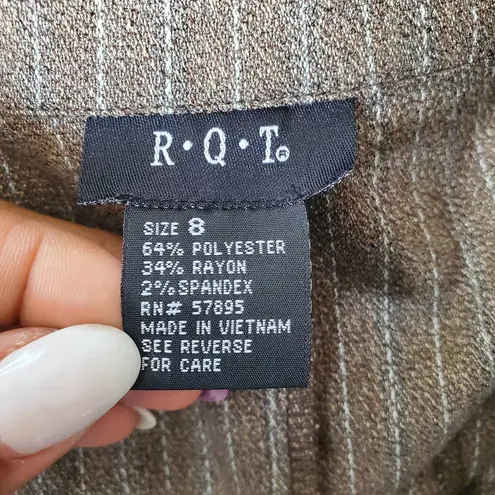 R•Q•T®
SIZE 8
64% POLYESTER
34% RAYON
2% SPANDEX
RN# 57895
MADE IN VIETNAM
SEE REVERSE
FOR CARE